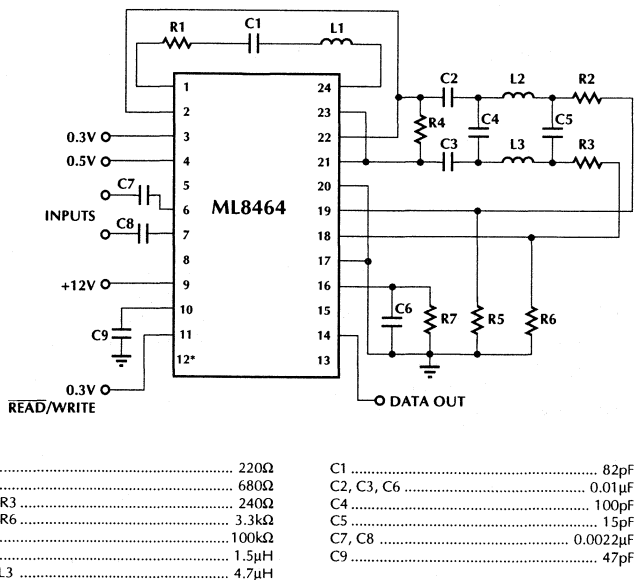 R1
C1
L1
C2
L2
R2
R4
C4
C5
C3
L3
R3
1
24
2
23
0.3V
3
22
0.5V
4
21
C7
5
20
INPUTS
6
ML8464
19
C8
7
18
8
17
+12V
9
16
10
15
C6
R7
R5
R6
C9
11
14
12*
13
0.3V
READ/WRITE
DATA OUT
.......... 220Ω
.......... 680Ω
R3 .......... 240Ω
R6 .......... 3.3kΩ
.......... 100kΩ
.......... 1.5µH
L3 .......... 4.7µH
C1 .......... 82pF
C2, C3, C6 .......... 0.01µF
C4 .......... 100pF
C5 .......... 15pF
C7, C8 .......... 0.0022µF
C9 .......... 47pF